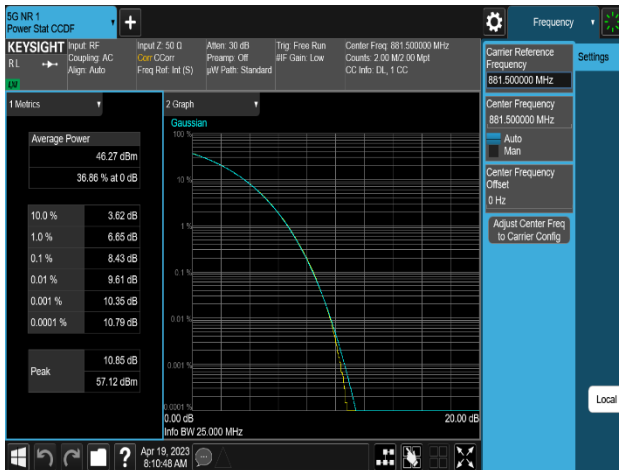 5G NR 1
Power Stat CCDF
Frequency
KEYSIGHT
RL
Input: RF
Coupling: AC
Align: Auto
Input Z: 50 Ω
Corr CCorr
Freq Ref: Int (S)
Atten: 30 dB
Preamp: Off
µW Path: Standard
Trig: Free Run
#IF Gain: Low
Center Freq: 881.500000 MHz
Counts: 2.00 M/2.00 Mpt
CC Info: DL, 1 CC
Carrier Reference
Frequency
881.500000 MHz
Settings
Center Frequency
881.500000 MHz
Auto
Man
Center Frequency
Offset
0 Hz
Adjust Center Freq
to Carrier Config
Local
1 Metrics
Average Power
46.27 dBm
36.86 % at 0 dB
10.0 % 3.62 dB
1.0 % 6.65 dB
0.1 % 8.43 dB
0.01 % 9.61 dB
0.001 % 10.35 dB
0.0001 % 10.79 dB
Peak
10.85 dB
57.12 dBm
2 Graph
Gaussian
100 %
10 %
1 %
0.1 %
0.01 %
0.001 %
0.0001 %
0.00 dB 20.00 dB
Info BW 25.000 MHz
?
Apr 19, 2023
8:10:48 AM